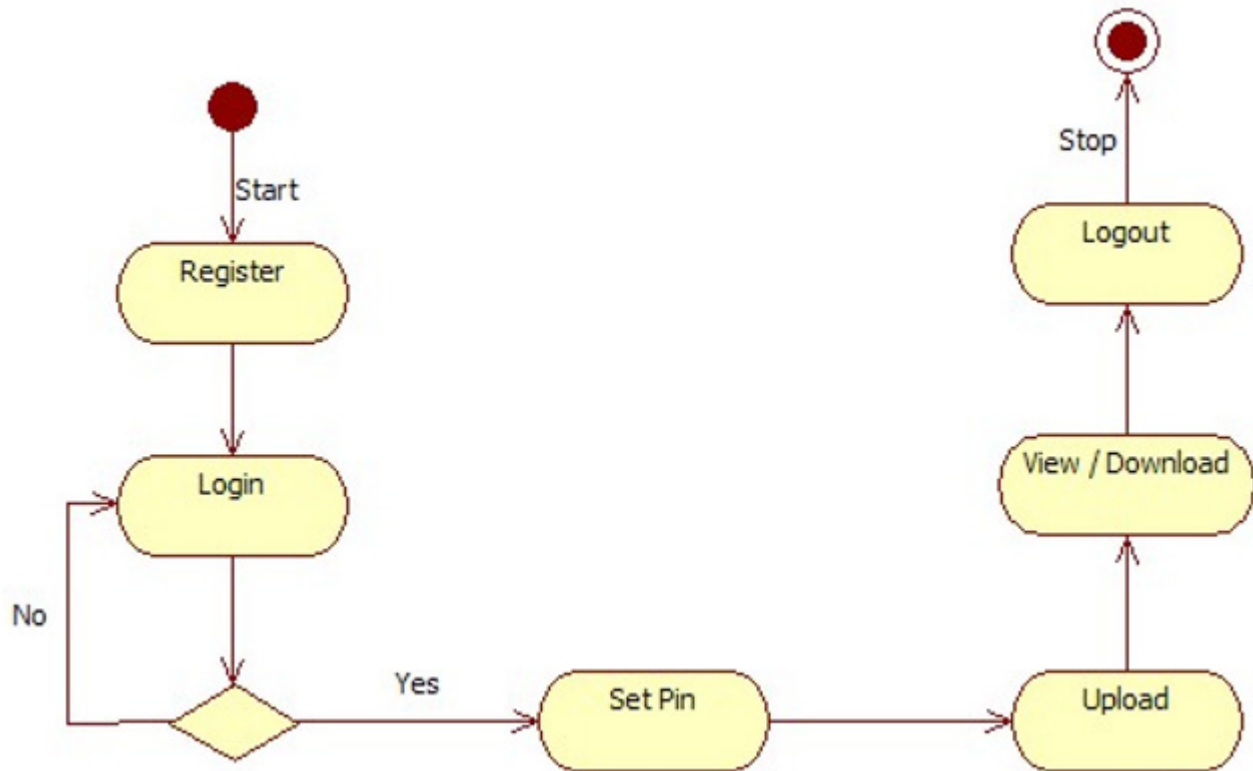 Start
Register
Login
No
Yes
Set Pin
Upload
View / Download
Logout
Stop